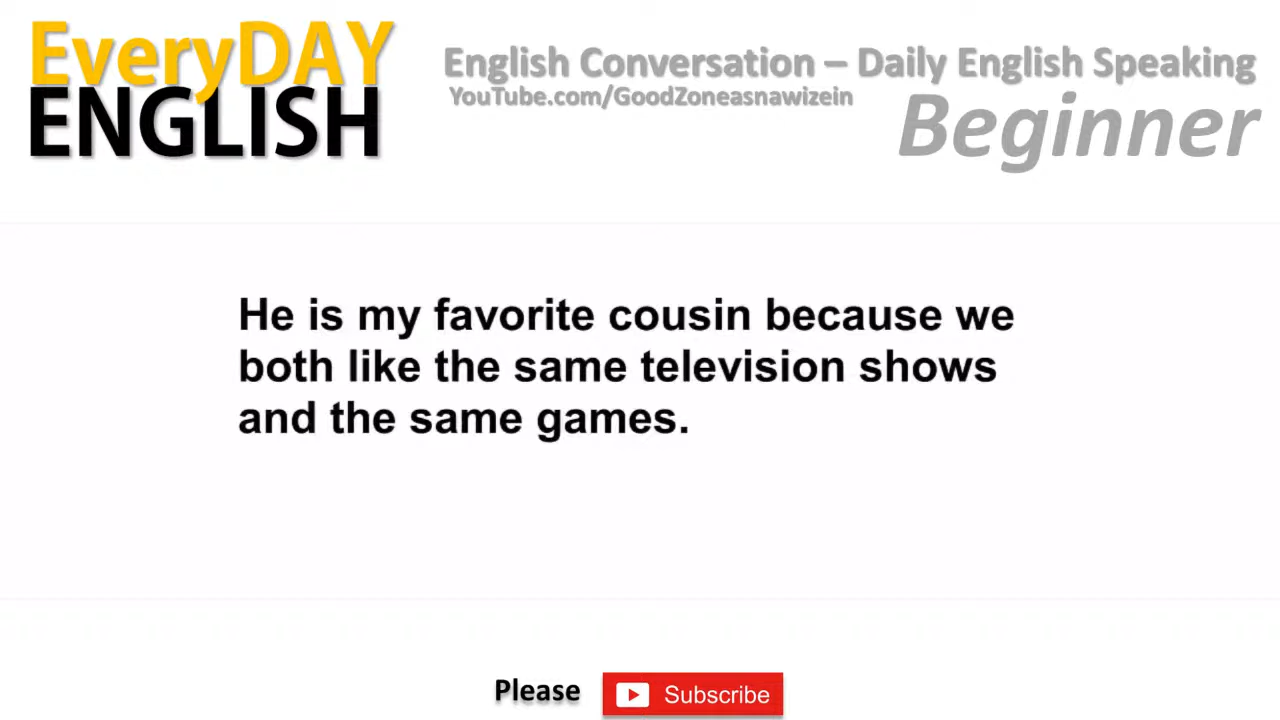 EveryDAY
ENGLISH
English Conversation – Daily English Speaking
YouTube.com/GoodZoneasnawizein
Beginner
He is my favorite cousin because we
both like the same television shows
and the same games.
Please
Subscribe